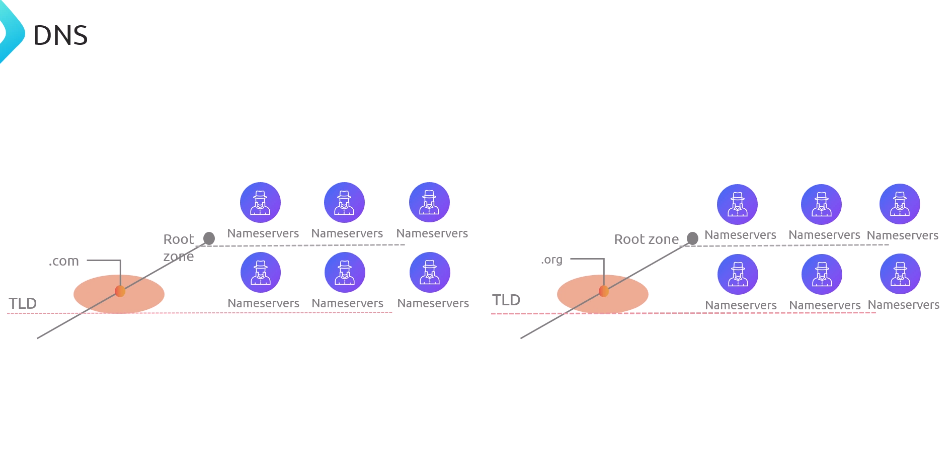 DNS
Nameservers
Nameservers
Nameservers
Root
zone
.com
Nameservers
Nameservers
Nameservers
TLD
Nameservers
Nameservers
Nameservers
Root zone
.org
Nameservers
Nameservers
Nameservers
TLD